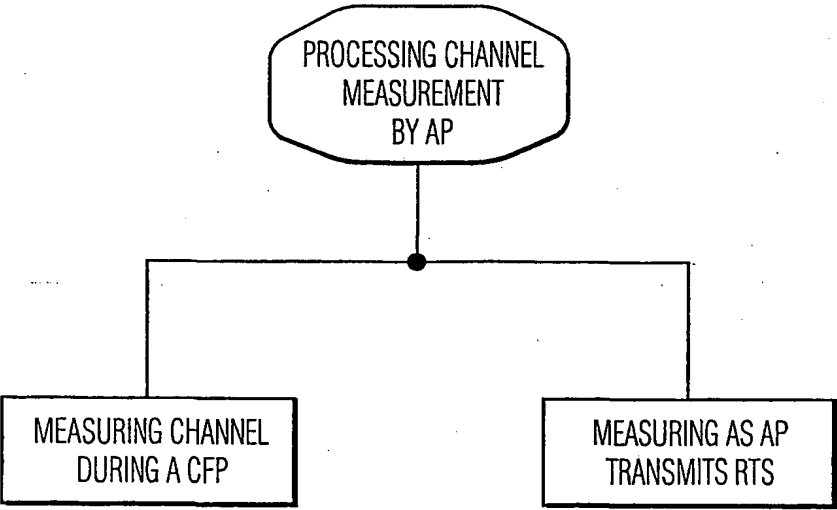 PROCESSING CHANNEL
MEASUREMENT
BY AP
MEASURING CHANNEL
DURING A CFP
MEASURING AS AP
TRANSMITS RTS